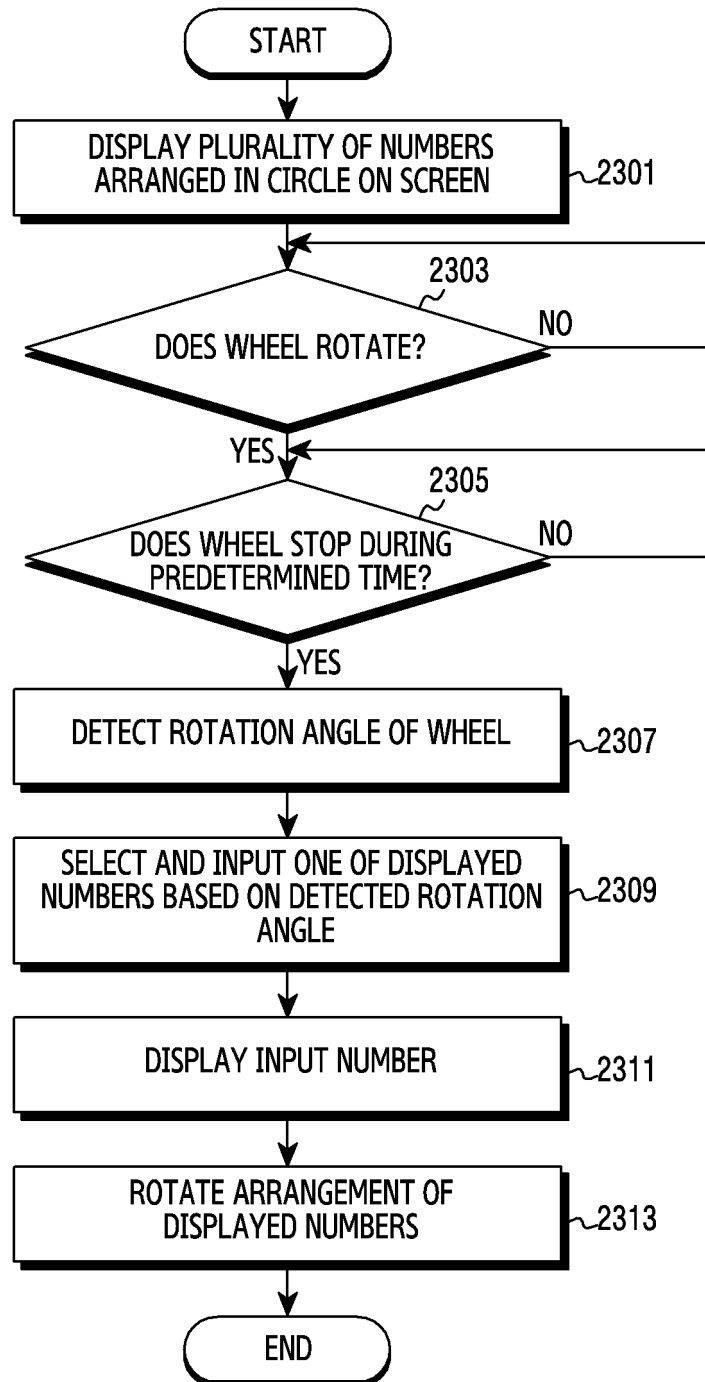 START
DISPLAY PLURALITY OF NUMBERS
ARRANGED IN CIRCLE ON SCREEN
2301
2303
DOES WHEEL ROTATE?
NO
YES
2305
DOES WHEEL STOP DURING
PREDETERMINED TIME?
NO
YES
DETECT ROTATION ANGLE OF WHEEL
2307
SELECT AND INPUT ONE OF DISPLAYED
NUMBERS BASED ON DETECTED ROTATION
ANGLE
2309
DISPLAY INPUT NUMBER
2311
ROTATE ARRANGEMENT OF
DISPLAYED NUMBERS
2313
END